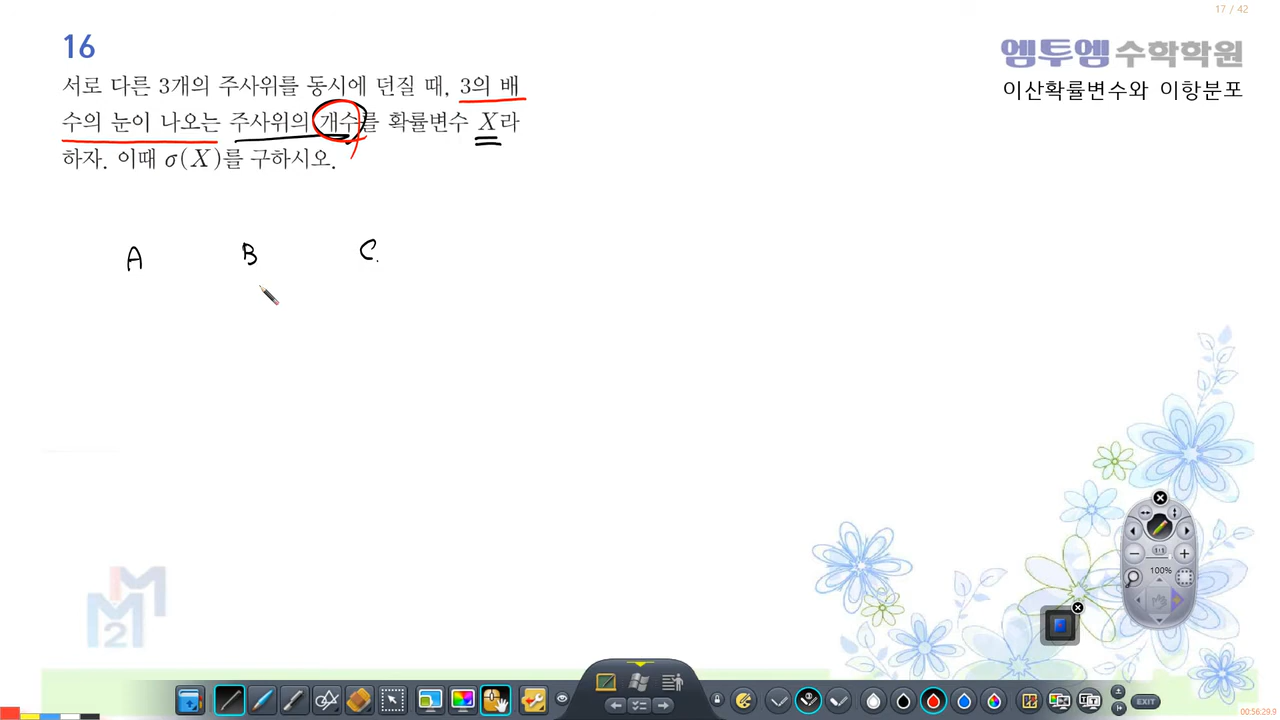 17 / 42
16
엠투엠수학학원
이산확률변수와 이항분포
서로 다른 3개의 주사위를 동시에 던질 때, 3의 배
수의 눈이 나오는 주사위의 개수를 확률변수 X라
하자. 이때 σ(X)를 구하시오.
A B C
100%
M
M2
EXIT
00:56:29.9